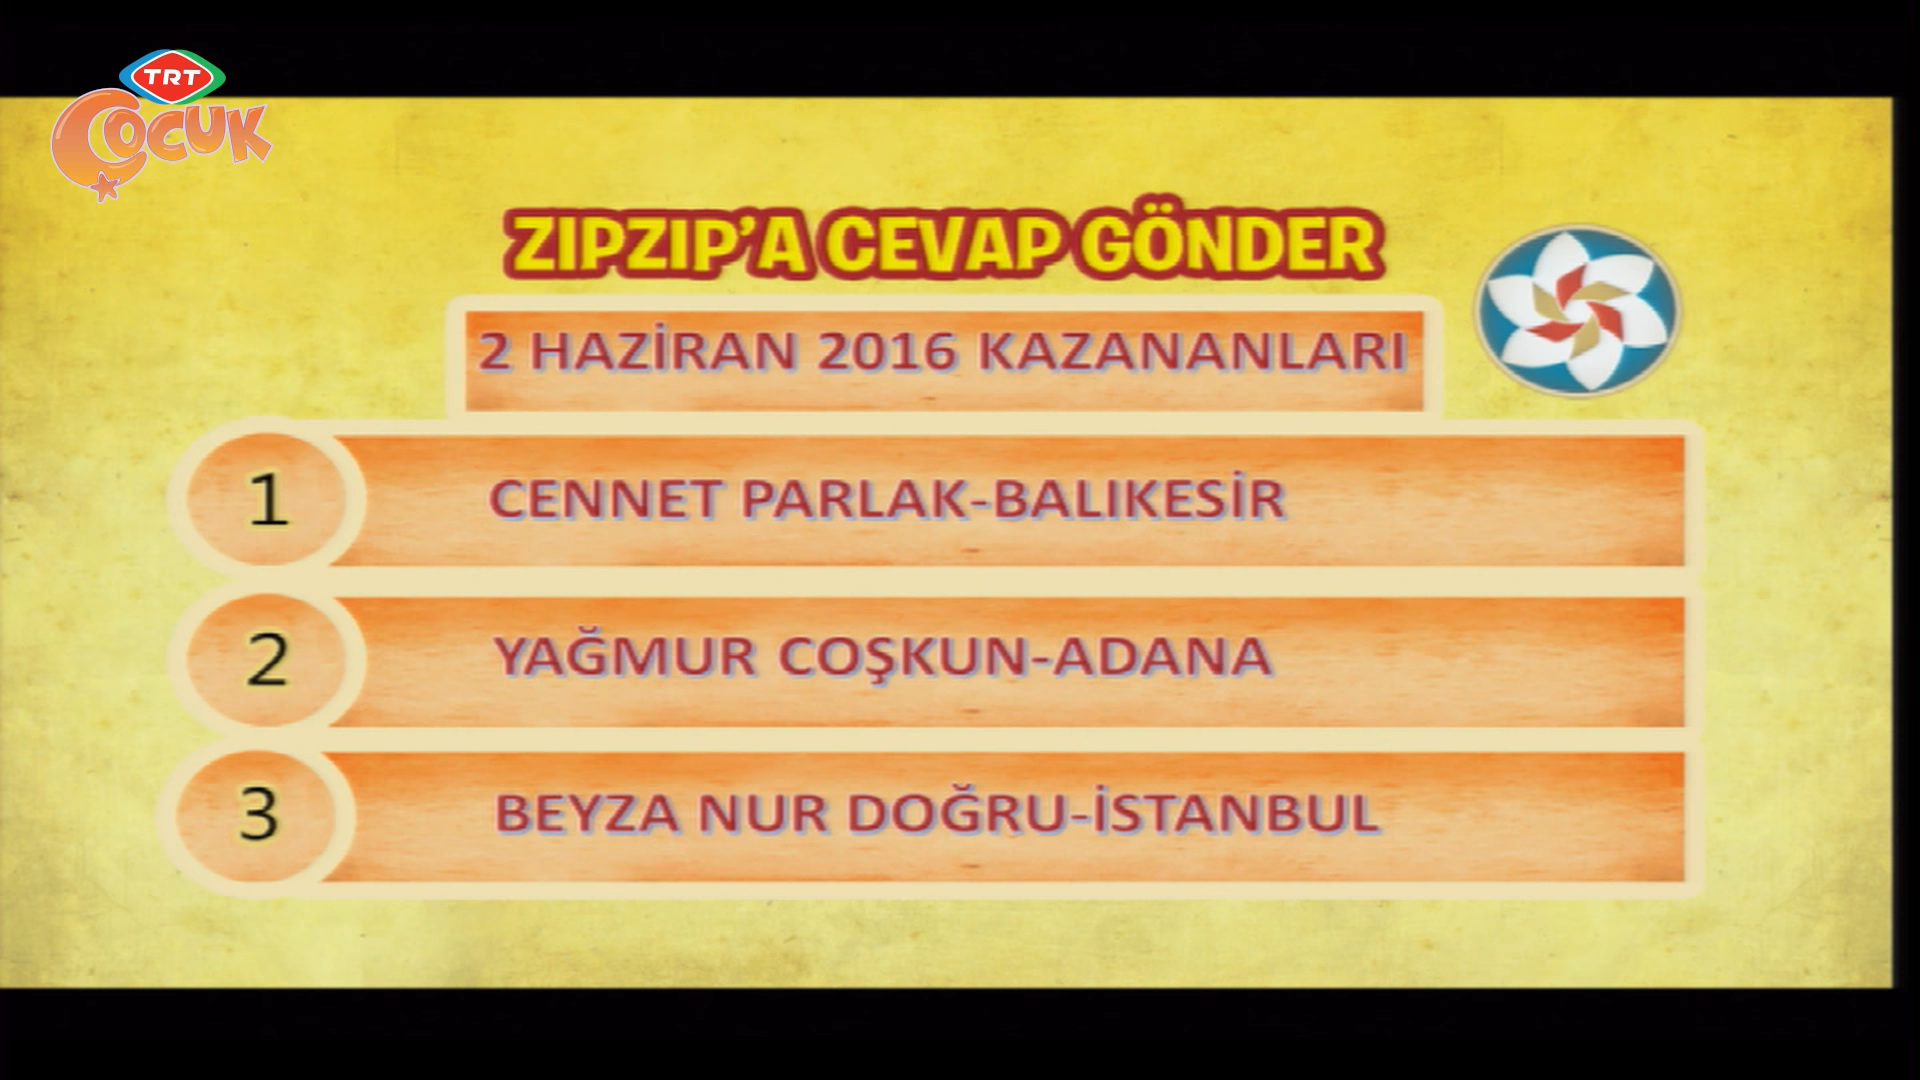 TRT
ÇOCUK
ZIPZIP'A CEVAP GÖNDER
2 HAZİRAN 2016 KAZANANLARI
1 CENNET PARLAK-BALIKESİR
2 YAĞMUR COŞKUN-ADANA
3 BEYZA NUR DOĞRU-İSTANBUL